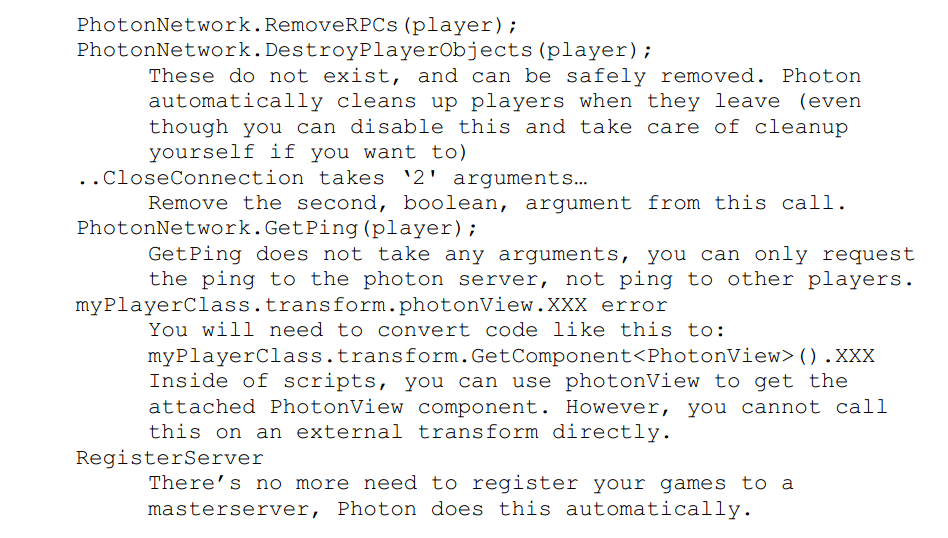 PhotonNetwork.RemoveRPCs(player);
PhotonNetwork.DestroyPlayerObjects(player);
These do not exist, and can be safely removed. Photon
automatically cleans up players when they leave (even
though you can disable this and take care of cleanup
yourself if you want to)
..CloseConnection takes ‘2' arguments…
Remove the second, boolean, argument from this call.
PhotonNetwork.GetPing(player);
GetPing does not take any arguments, you can only request
the ping to the photon server, not ping to other players.
myPlayerClass.transform.photonView.XXX error
You will need to convert code like this to:
myPlayerClass.transform.GetComponent<PhotonView>().XXX
Inside of scripts, you can use photonView to get the
attached PhotonView component. However, you cannot call
this on an external transform directly.
RegisterServer
There’s no more need to register your games to a
masterserver, Photon does this automatically.